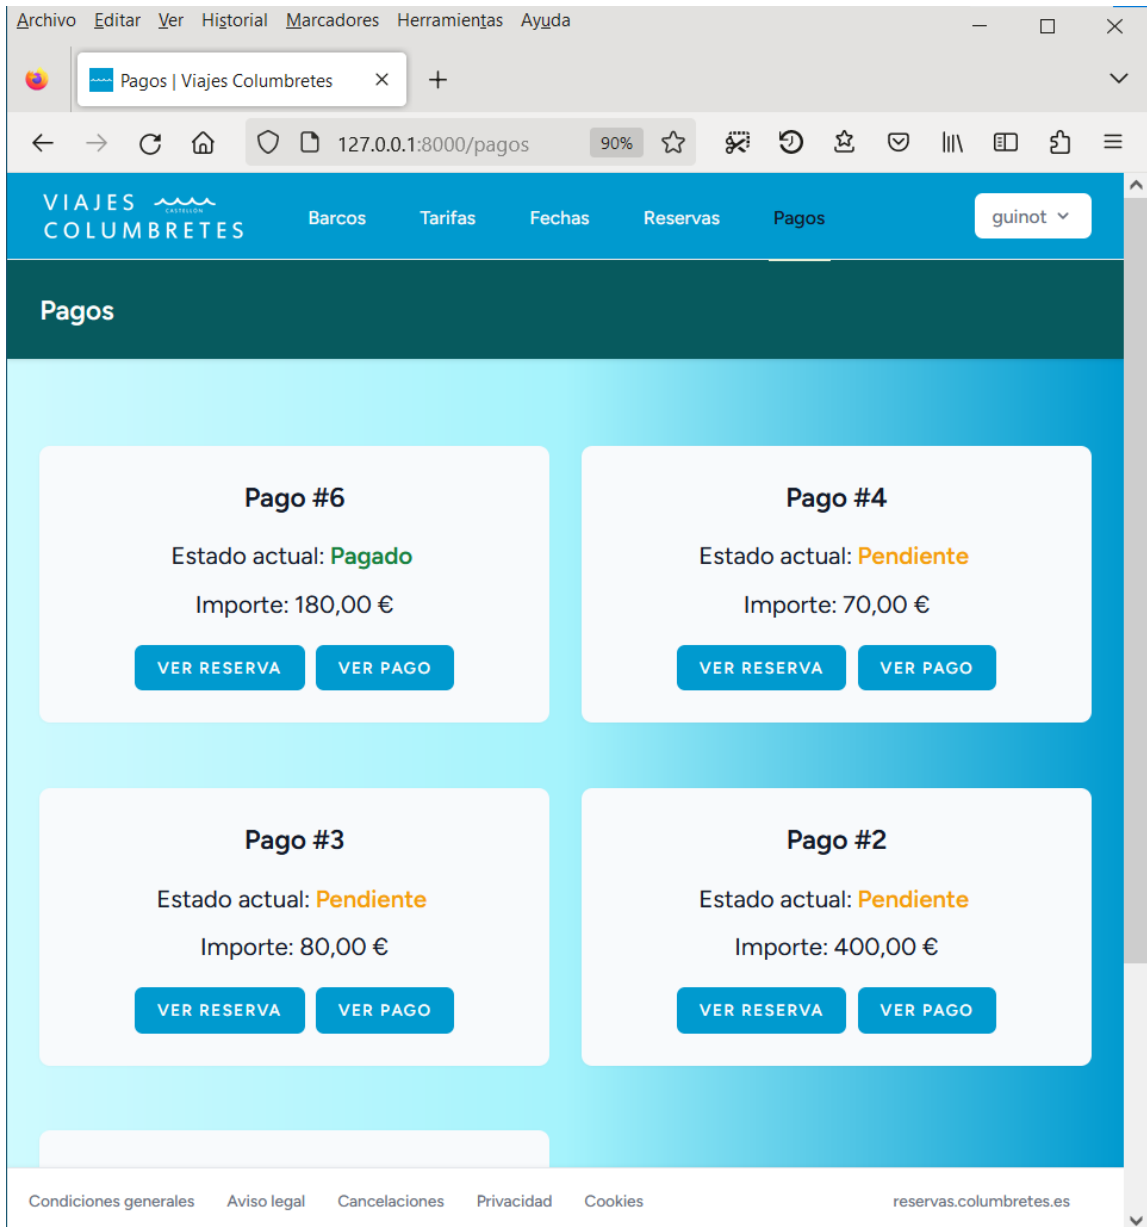 Archivo Editar Ver Historial Marcadores Herramientas Ayuda
Pagos | Viajes Columbretes
127.0.0.1:8000/pagos 90%
VIAJES
CASTELLÓN
COLUMBRETES
Barcos Tarifas Fechas Reservas Pagos guinot
Pagos
Pago #6
Estado actual: Pagado
Importe: 180,00 €
VER RESERVA VER PAGO
Pago #4
Estado actual: Pendiente
Importe: 70,00 €
VER RESERVA VER PAGO
Pago #3
Estado actual: Pendiente
Importe: 80,00 €
VER RESERVA VER PAGO
Pago #2
Estado actual: Pendiente
Importe: 400,00 €
VER RESERVA VER PAGO
Condiciones generales Aviso legal Cancelaciones Privacidad Cookies reservas.columbretes.es